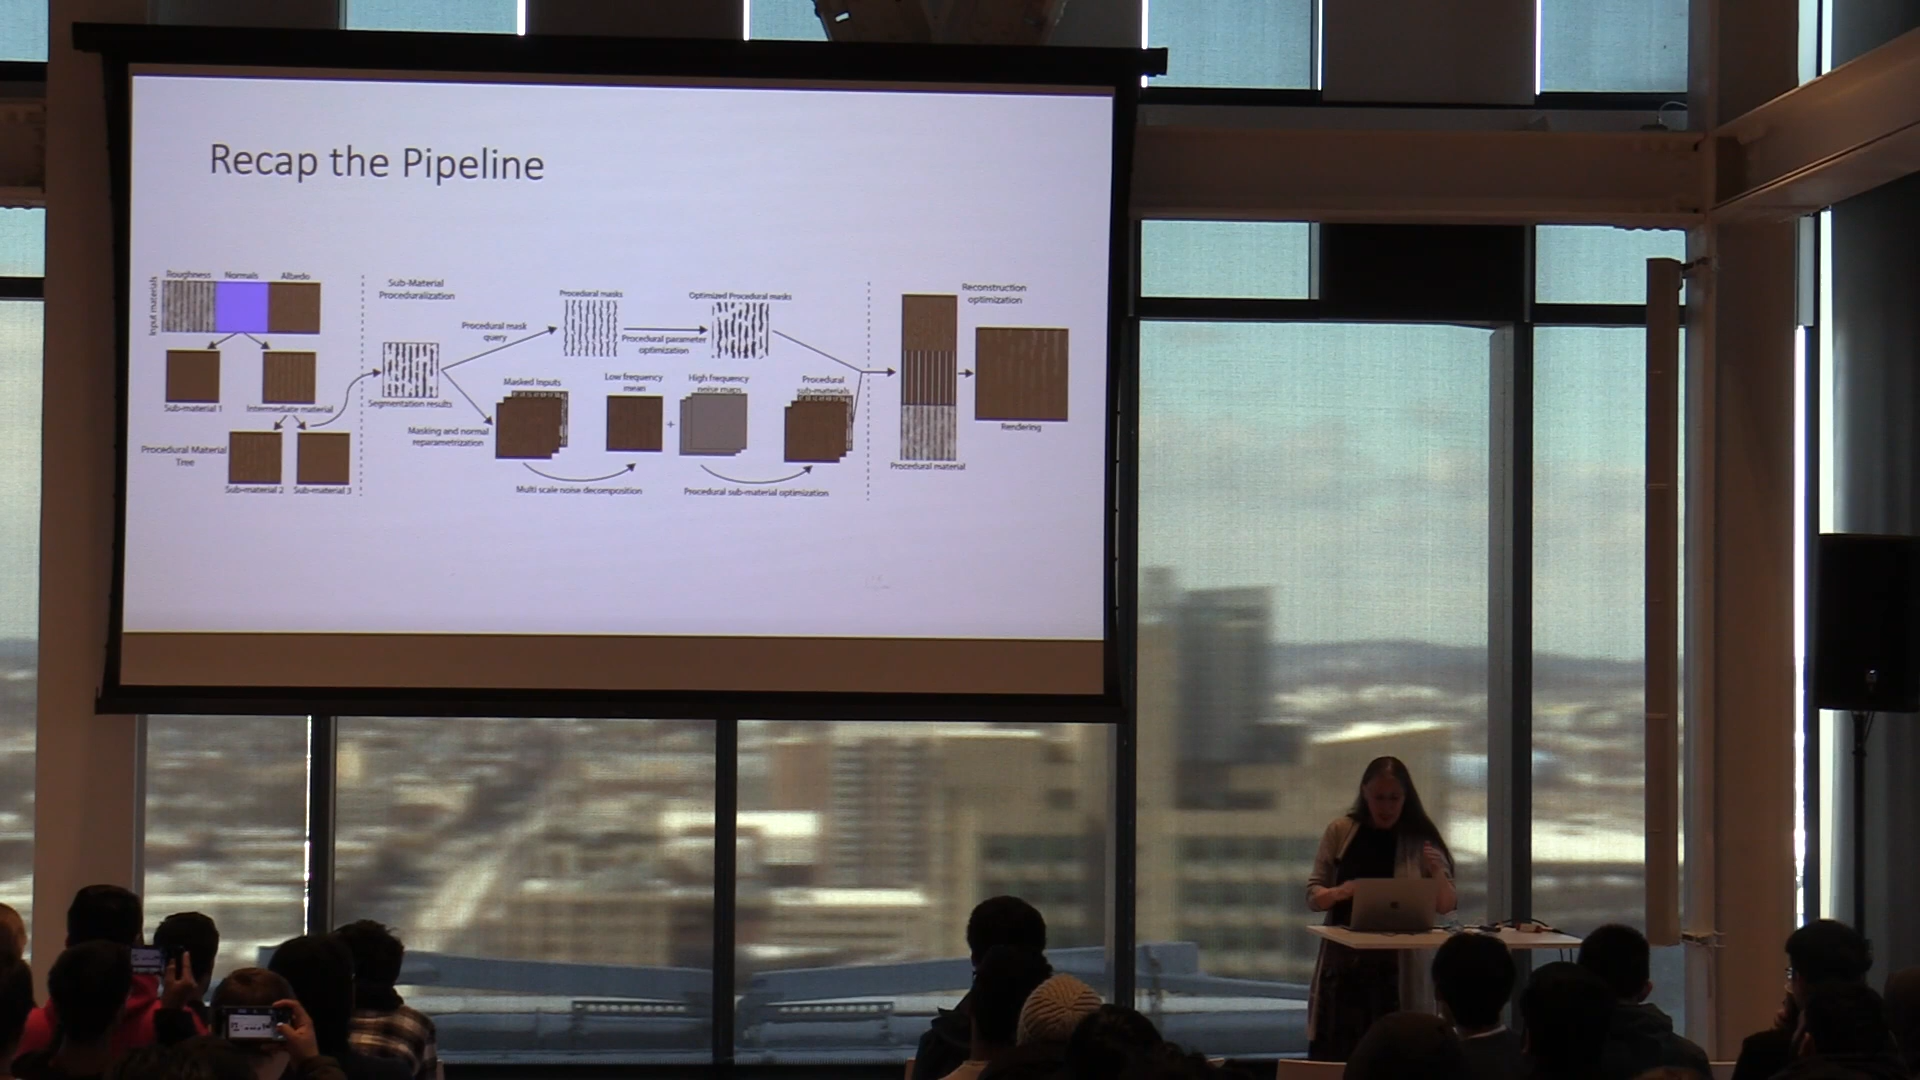 Recap the Pipeline
Roughness Normals Albedo
Input materials
Sub-material 1
Intermediate material
Procedural Material
Tree
Sub-material 2 Sub-material 3
Sub-Material
Proceduralization
Segmentation results
Procedural mask
query
Procedural masks
Procedural parameter
optimization
Optimized Procedural masks
Masking and normal
reparametrization
Masked Inputs
Low frequency
mean
+
High frequency
noise maps
Procedural
sub-materials
Multi scale noise decomposition
Procedural sub-material optimization
Reconstruction
optimization
Procedural material
Rendering